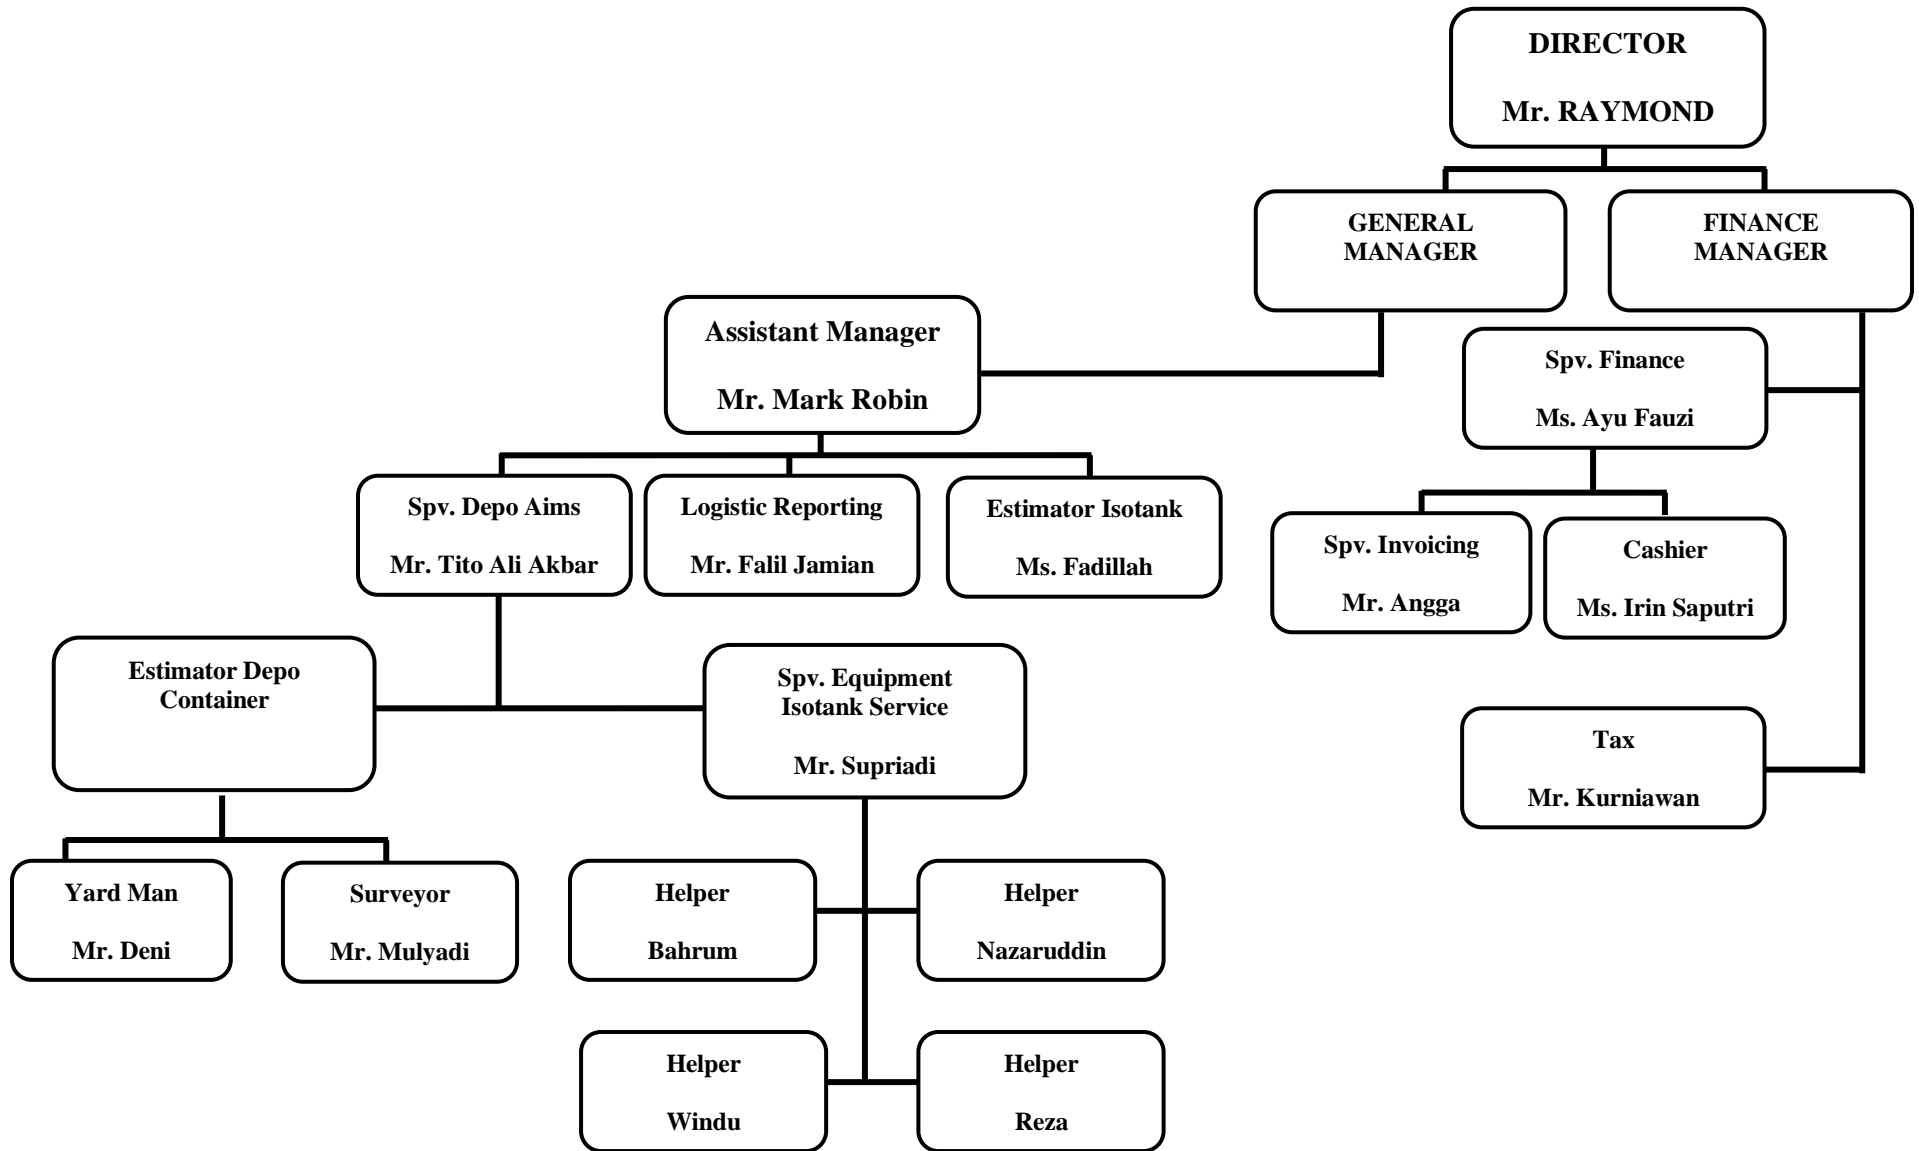 DIRECTOR
Mr. RAYMOND
GENERAL
MANAGER
FINANCE
MANAGER
Assistant Manager
Mr. Mark Robin
Spv. Finance
Ms. Ayu Fauzi
Spv. Depo Aims
Mr. Tito Ali Akbar
Logistic Reporting
Mr. Falil Jamian
Estimator Isotank
Ms. Fadillah
Spv. Invoicing
Mr. Angga
Cashier
Ms. Irin Saputri
Estimator Depo
Container
Spv. Equipment
Isotank Service
Mr. Supriadi
Tax
Mr. Kurniawan
Yard Man
Mr. Deni
Surveyor
Mr. Mulyadi
Helper
Bahrum
Helper
Nazaruddin
Helper
Windu
Helper
Reza